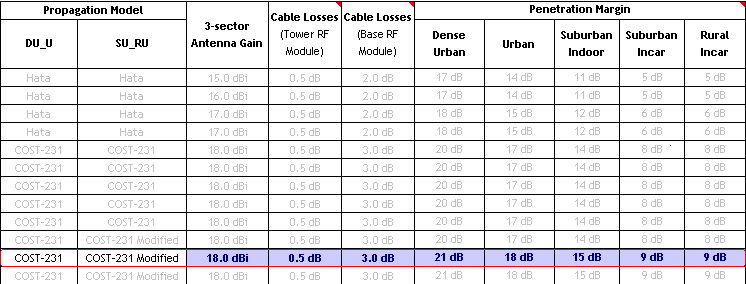 Propagation Model 3-sector Antenna Gain Cable Losses (Tower RF Module) Cable Losses (Base RF Module) Penetration Margin
DU_U SU_RU Dense Urban Urban Suburban Indoor Suburban Incar Rural Incar
Hata Hata 15.0 dBi 0.5 dB 2.0 dB 17 dB 14 dB 11 dB 5 dB 5 dB
Hata Hata 16.0 dBi 0.5 dB 2.0 dB 17 dB 14 dB 11 dB 5 dB 5 dB
Hata Hata 17.0 dBi 0.5 dB 2.0 dB 18 dB 15 dB 12 dB 6 dB 6 dB
Hata Hata 17.0 dBi 0.5 dB 2.0 dB 18 dB 15 dB 12 dB 6 dB 6 dB
COST-231 COST-231 18.0 dBi 0.5 dB 3.0 dB 20 dB 17 dB 14 dB 8 dB 8 dB
COST-231 COST-231 18.0 dBi 0.5 dB 3.0 dB 20 dB 17 dB 14 dB 8 dB 8 dB
COST-231 COST-231 18.0 dBi 0.5 dB 3.0 dB 20 dB 17 dB 14 dB 8 dB 8 dB
COST-231 COST-231 18.0 dBi 0.5 dB 3.0 dB 20 dB 17 dB 14 dB 8 dB 8 dB
COST-231 COST-231 18.0 dBi 0.5 dB 3.0 dB 20 dB 17 dB 14 dB 8 dB 8 dB
COST-231 COST-231 Modified 18.0 dBi 0.5 dB 3.0 dB 20 dB 17 dB 14 dB 8 dB 8 dB
COST-231 COST-231 Modified 18.0 dBi 0.5 dB 3.0 dB 21 dB 18 dB 15 dB 9 dB 9 dB
COST-231 COST-231 Modified 18.0 dBi 0.5 dB 3.0 dB 21 dB 18 dB 15 dB 9 dB 9 dB